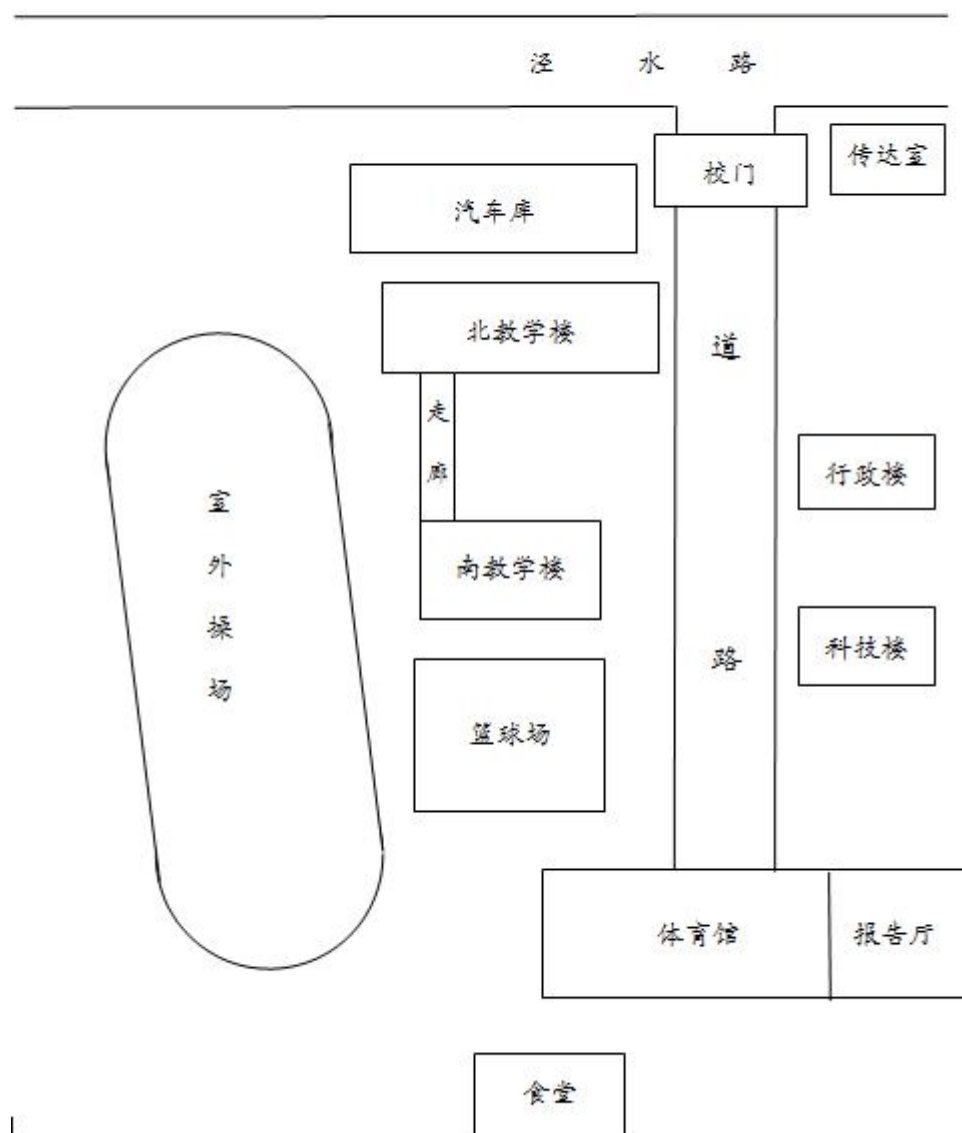 泾水路
传达室
校门
汽车库
北教学楼
道路
走廊
行政楼
室外操场
南教学楼
科技楼
篮球场
体育馆
报告厅
食堂